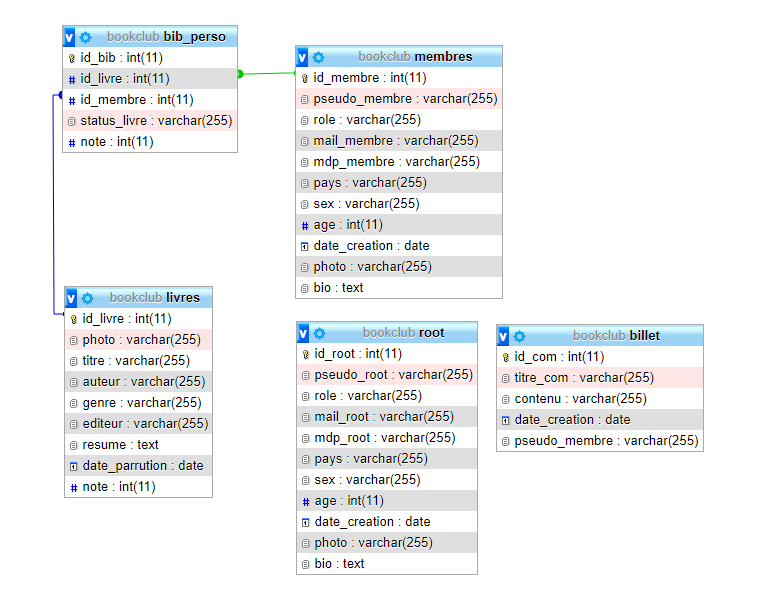 v bookclub bib_perso
id_bib : int(11)
# id_livre : int(11)
# id_membre : int(11)
status_livre : varchar(255)
# note : int(11)
v bookclub membres
id_membre : int(11)
pseudo_membre : varchar(255)
role : varchar(255)
mail_membre : varchar(255)
mdp_membre : varchar(255)
pays : varchar(255)
sex : varchar(255)
# age : int(11)
date_creation : date
photo : varchar(255)
bio : text
v bookclub livres
id_livre : int(11)
photo : varchar(255)
titre : varchar(255)
auteur : varchar(255)
genre : varchar(255)
editeur : varchar(255)
resume : text
date_parrution : date
# note : int(11)
v bookclub root
id_root : int(11)
pseudo_root : varchar(255)
role : varchar(255)
mail_root : varchar(255)
mdp_root : varchar(255)
pays : varchar(255)
sex : varchar(255)
# age : int(11)
date_creation : date
photo : varchar(255)
bio : text
v bookclub billet
id_com : int(11)
titre_com : varchar(255)
contenu : varchar(255)
date_creation : date
pseudo_membre : varchar(255)